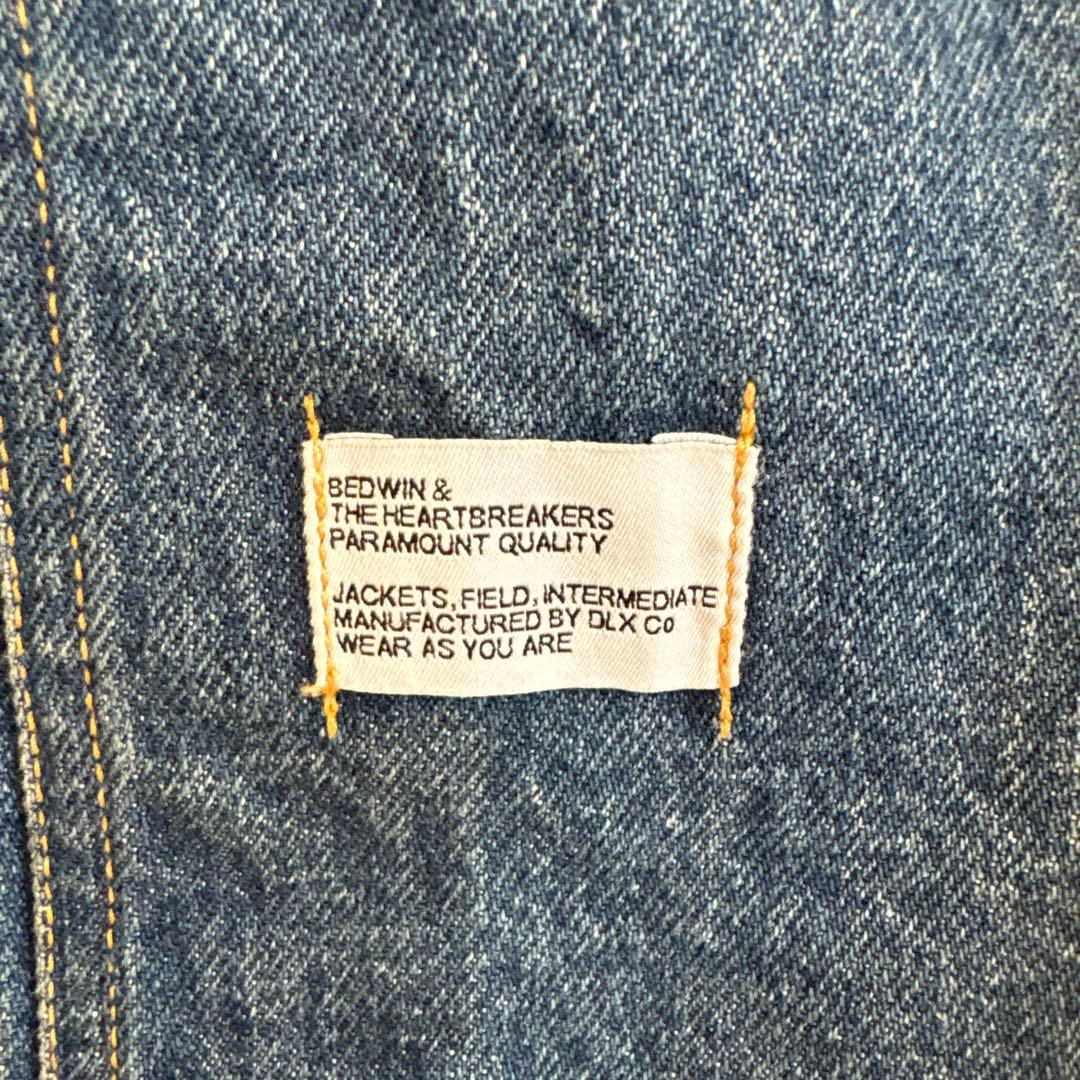 BEDWIN &
THE HEARTBREAKERS
PARAMOUNT QUALITY
JACKETS, FIELD, INTERMEDIATE
MANUFACTURED BY DLX Co
WEAR AS YOU ARE